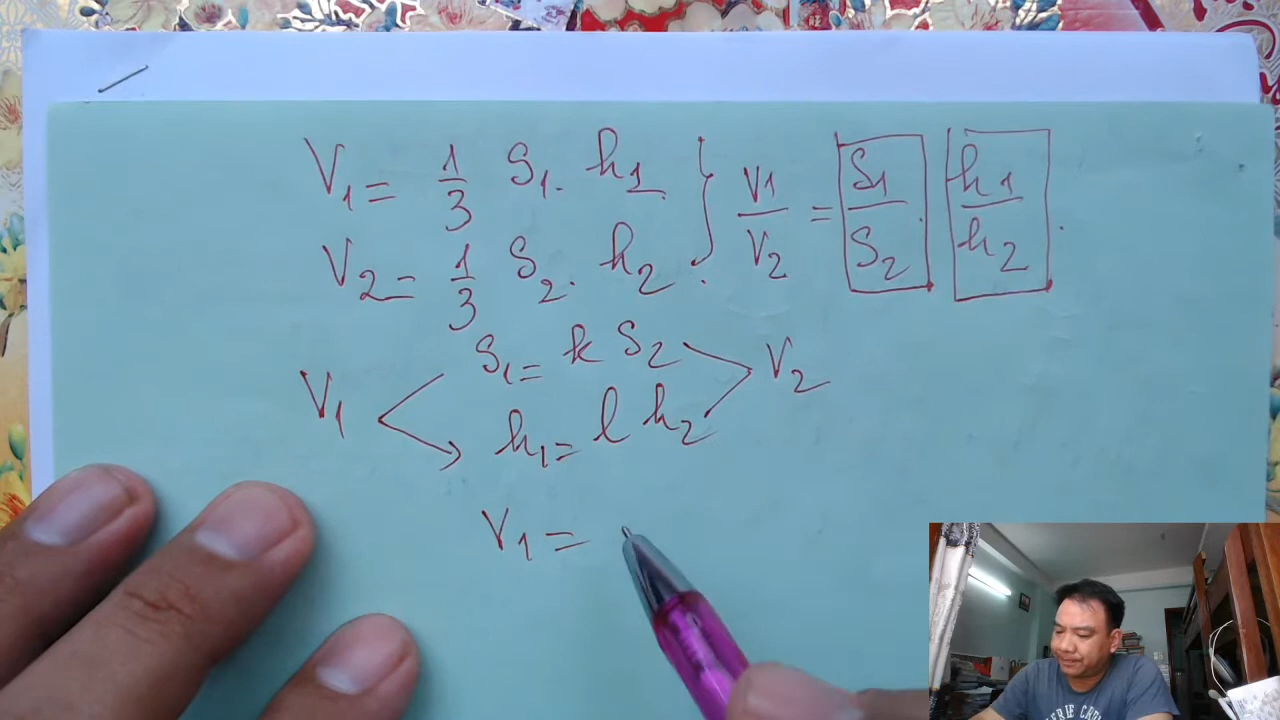 V₁ = 1/3 S₁. h₁ } V₁/V₂ = S₁/S₂ . h₁/h₂ .
V₂ = 1/3 S₂. h₂ .
V₁ < S₁ = k S₂ > V₂
h₁ = l h₂
V₁ =